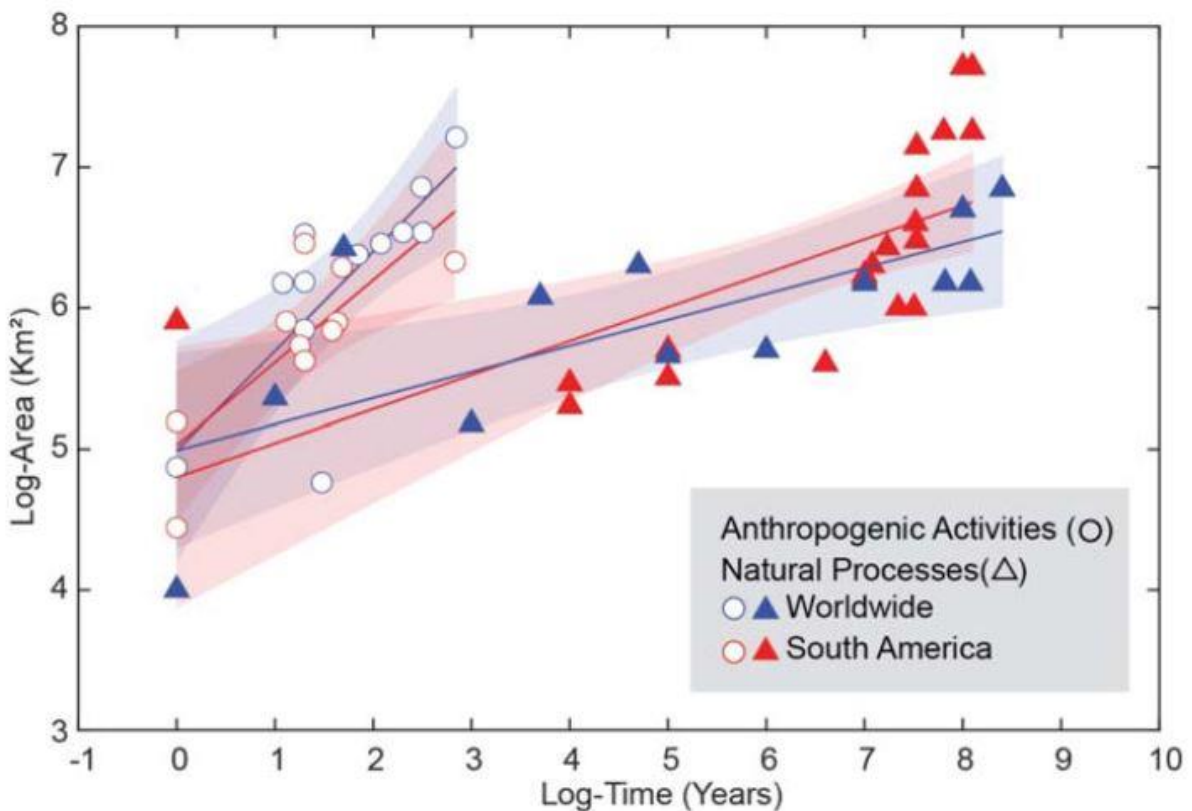 8
7
6
5
4
3
-1 0 1 2 3 4 5 6 7 8 9 10
Log-Area (Km²)
Log-Time (Years)
Anthropogenic Activities (○)
Natural Processes(△)
Worldwide
South America